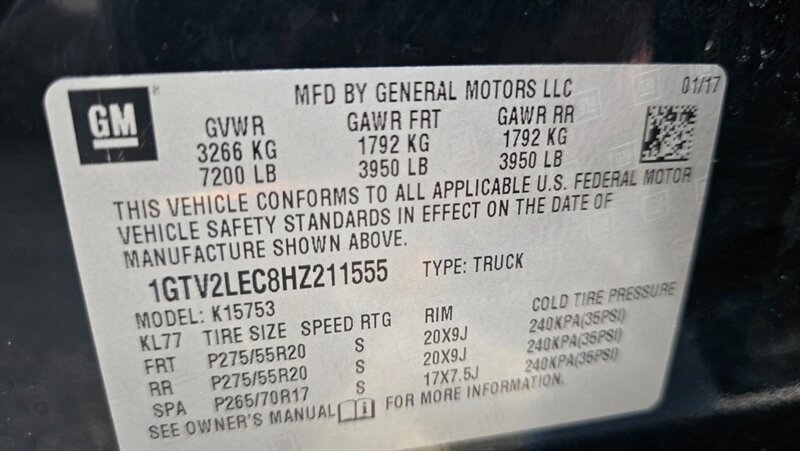 GM
MFD BY GENERAL MOTORS LLC 01/17
GVWR GAWR FRT GAWR RR
3266 KG 1792 KG 1792 KG
7200 LB 3950 LB 3950 LB
THIS VEHICLE CONFORMS TO ALL APPLICABLE U.S. FEDERAL MOTOR
VEHICLE SAFETY STANDARDS IN EFFECT ON THE DATE OF
MANUFACTURE SHOWN ABOVE.
1GTV2LEC8HZ211555 TYPE: TRUCK
MODEL: K15753
KL77 TIRE SIZE SPEED RTG RIM COLD TIRE PRESSURE
FRT P275/55R20 S 20X9J 240KPA(35PSI)
RR P275/55R20 S 20X9J 240KPA(35PSI)
SPA P265/70R17 S 17X7.5J 240KPA(35PSI)
SEE OWNER'S MANUAL FOR MORE INFORMATION.